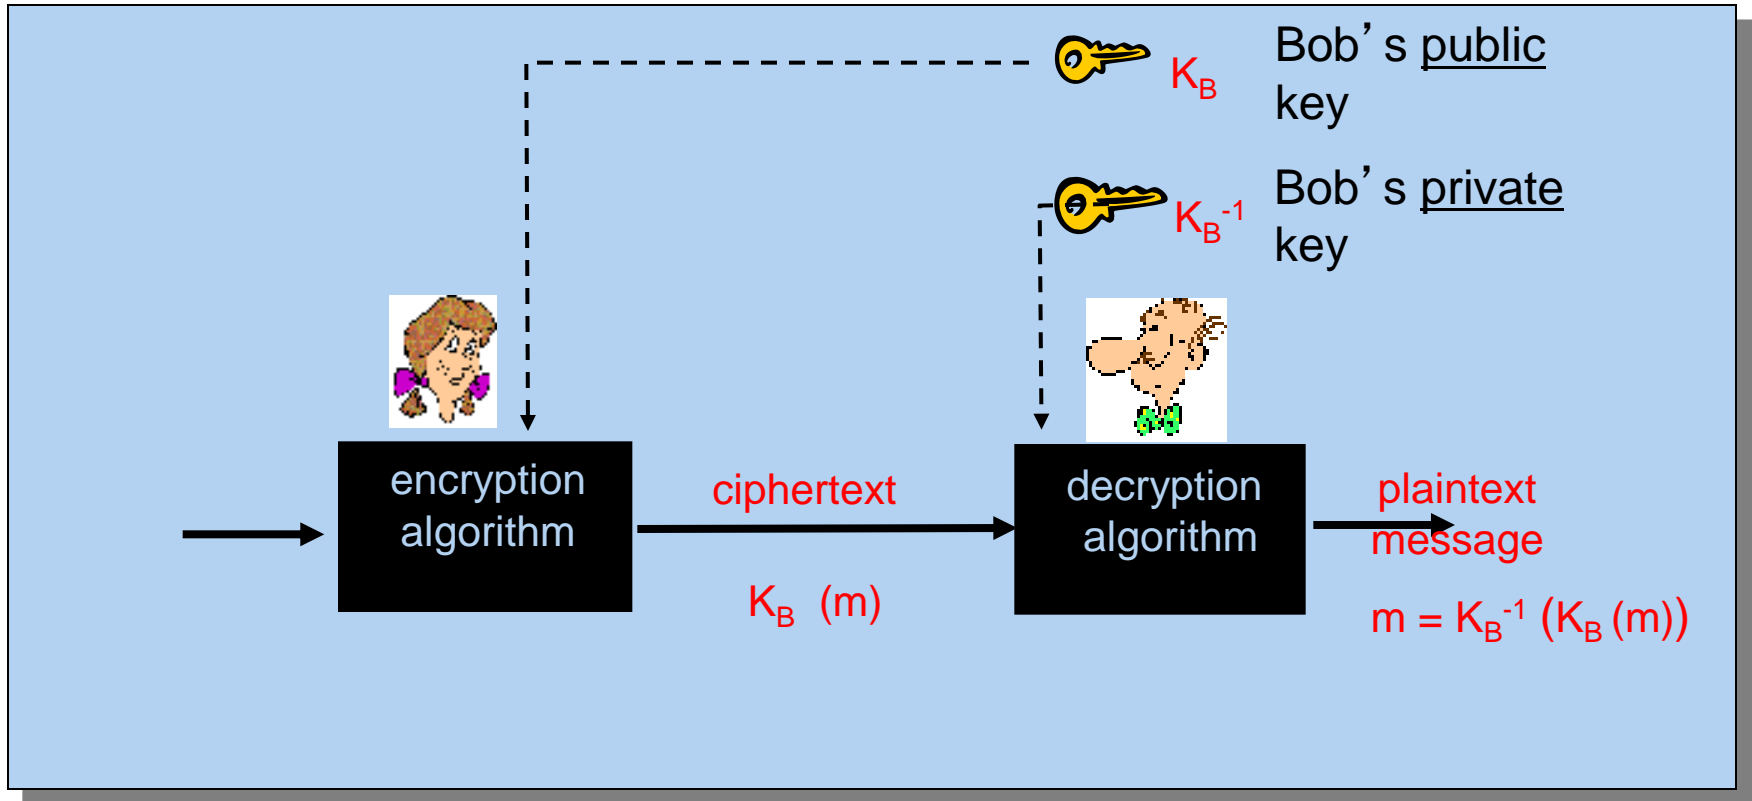 K_B
Bob's public
key
K_B^-1
Bob's private
key
encryption
algorithm
ciphertext
K_B (m)
decryption
algorithm
plaintext
message
m = K_B^-1 (K_B (m))